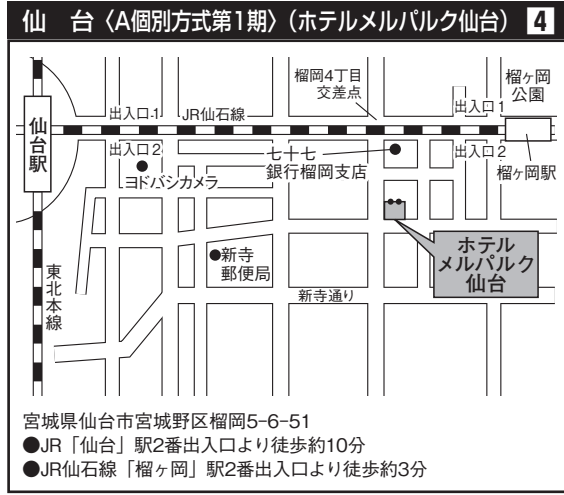 仙　台〈A個別方式第1期〉（ホテルメルパルク仙台）4
榴岡4丁目
交差点
榴ヶ岡
公園
出入口1
JR仙石線
出入口1
仙台駅
出入口2
ヨドバシカメラ
七十七
銀行榴岡支店
出入口2
榴ヶ岡駅
新寺
郵便局
ホテル
メルパルク
仙台
東北本線
新寺通り
宮城県仙台市宮城野区榴岡5-6-51
●JR「仙台」駅2番出入口より徒歩約10分
●JR仙石線「榴ヶ岡」駅2番出入口より徒歩約3分